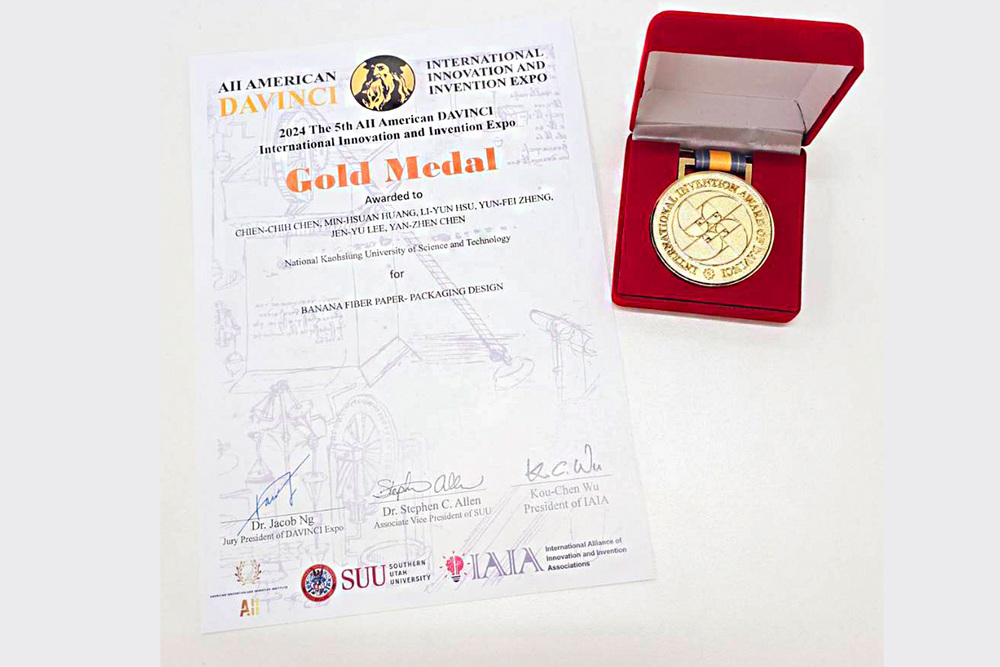 AII AMERICAN
DAVINCI
INTERNATIONAL
INNOVATION AND
INVENTION EXPO
2024 The 5th AII American DAVINCI
International Innovation and Invention Expo
Gold Medal
Awarded to
CHIEN-CHIH CHEN, MIN-HSUAN HUANG, LI-YUN HSU, YUN-FEI ZHENG,
JEN-YU LEE, YAN-ZHEN CHEN
National Kaohsiung University of Science and Technology
for
BANANA FIBER PAPER- PACKAGING DESIGN
Stephen Allen
K.C. Wu
Dr. Jacob Ng
Jury President of DAVINCI Expo
Dr. Stephen C. Allen
Associate Vice President of SUU
Kou-Chen Wu
President of IAIA
AII
SUU
SOUTHERN
UTAH
UNIVERSITY
IAIA
International Alliance of
Innovation and Invention
Associations
INTERNATIONAL INVENTION AWARD OF DAVINCI